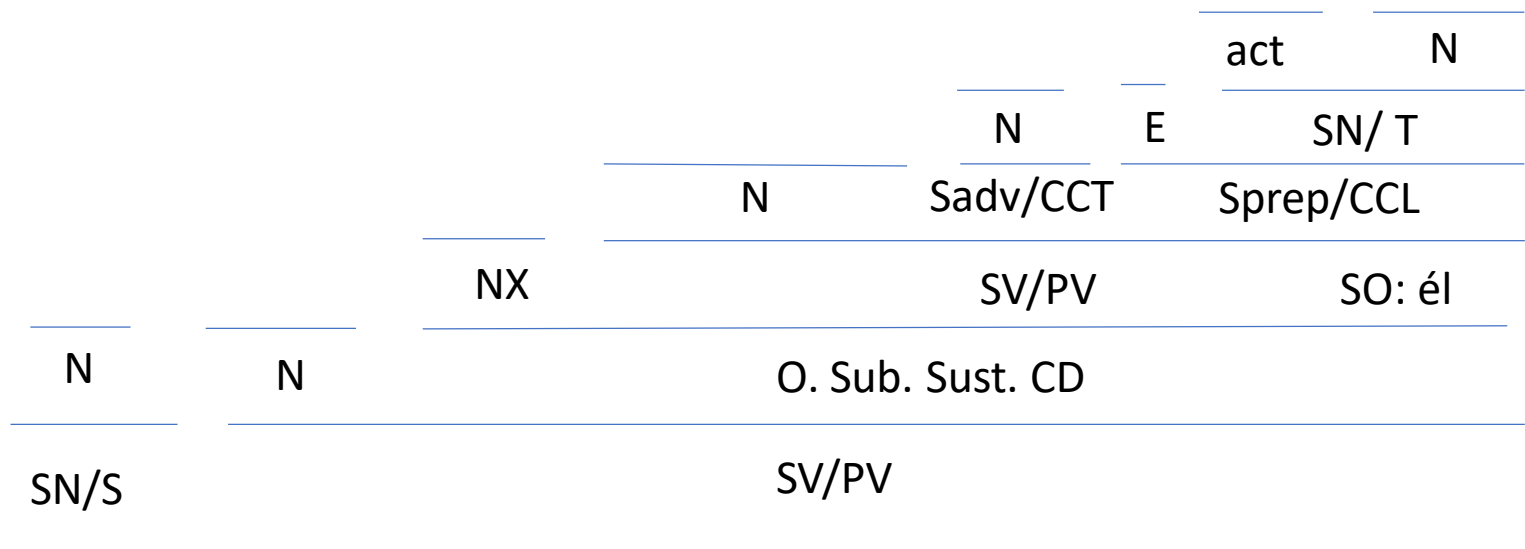 act N
N E SN/ T
N Sadv/CCT Sprep/CCL
NX SV/PV SO: él
N N O. Sub. Sust. CD
SN/S SV/PV